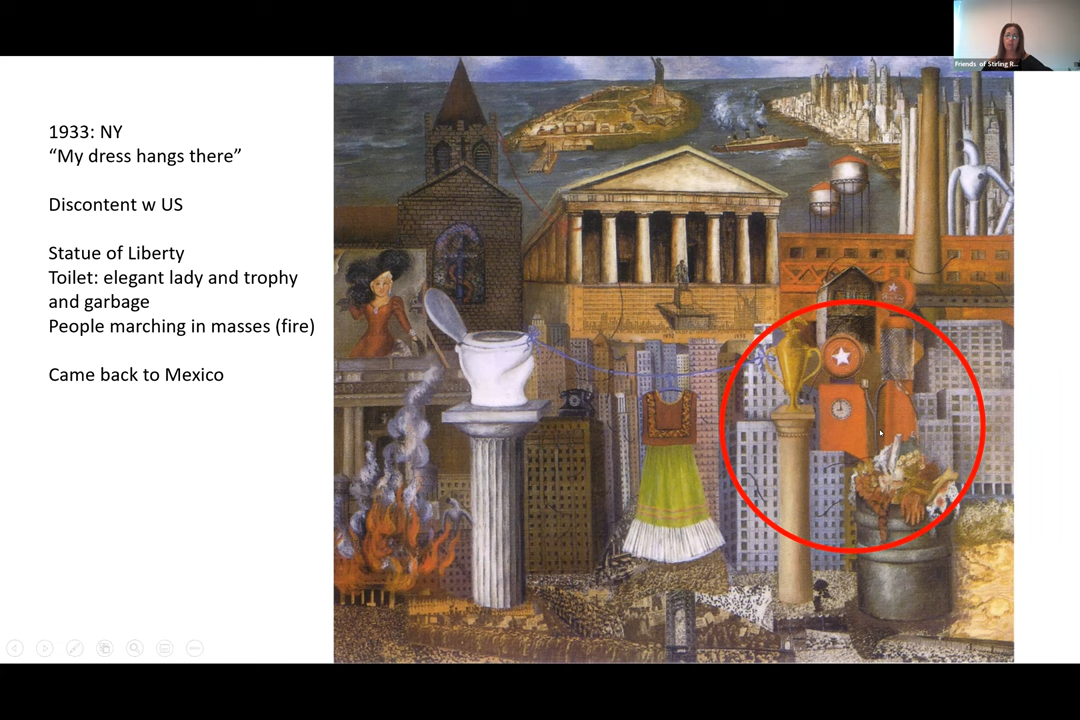 Friends of Stirling R...
1933: NY
“My dress hangs there”
Discontent w US
Statue of Liberty
Toilet: elegant lady and trophy
and garbage
People marching in masses (fire)
Came back to Mexico